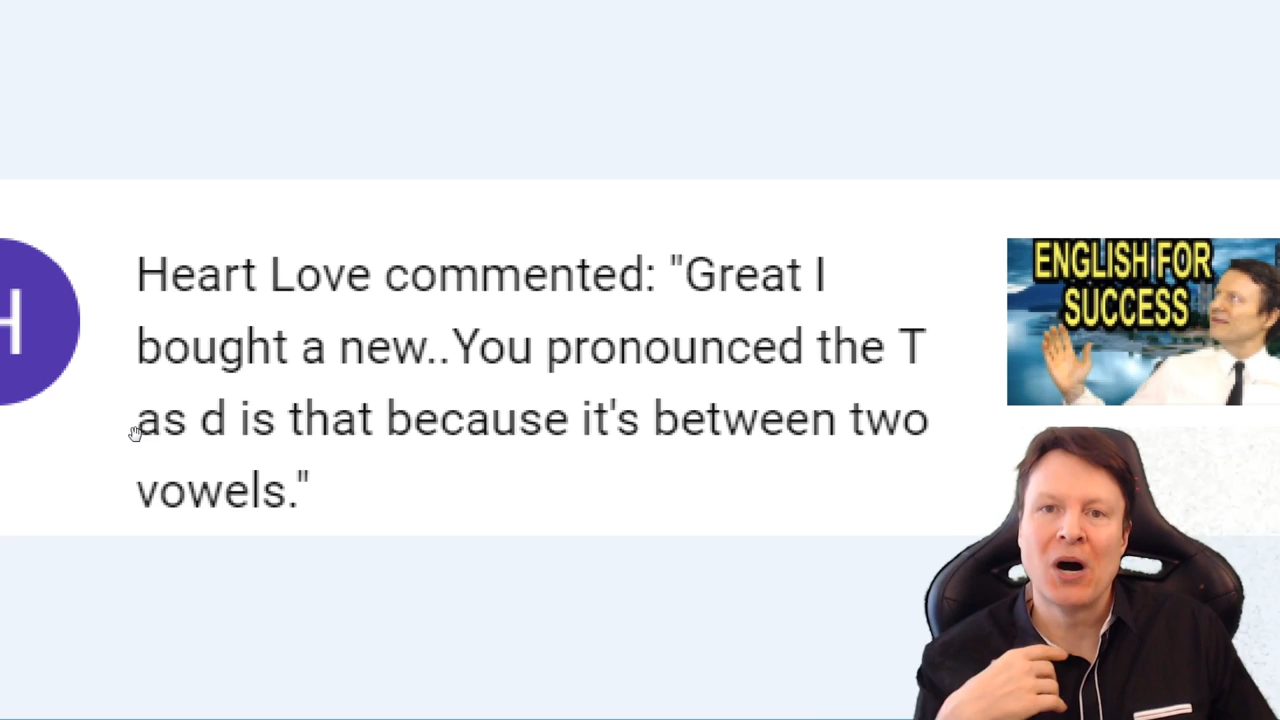 H
Heart Love commented: "Great I
bought a new..You pronounced the T
as d is that because it's between two
vowels."
ENGLISH FOR
SUCCESS